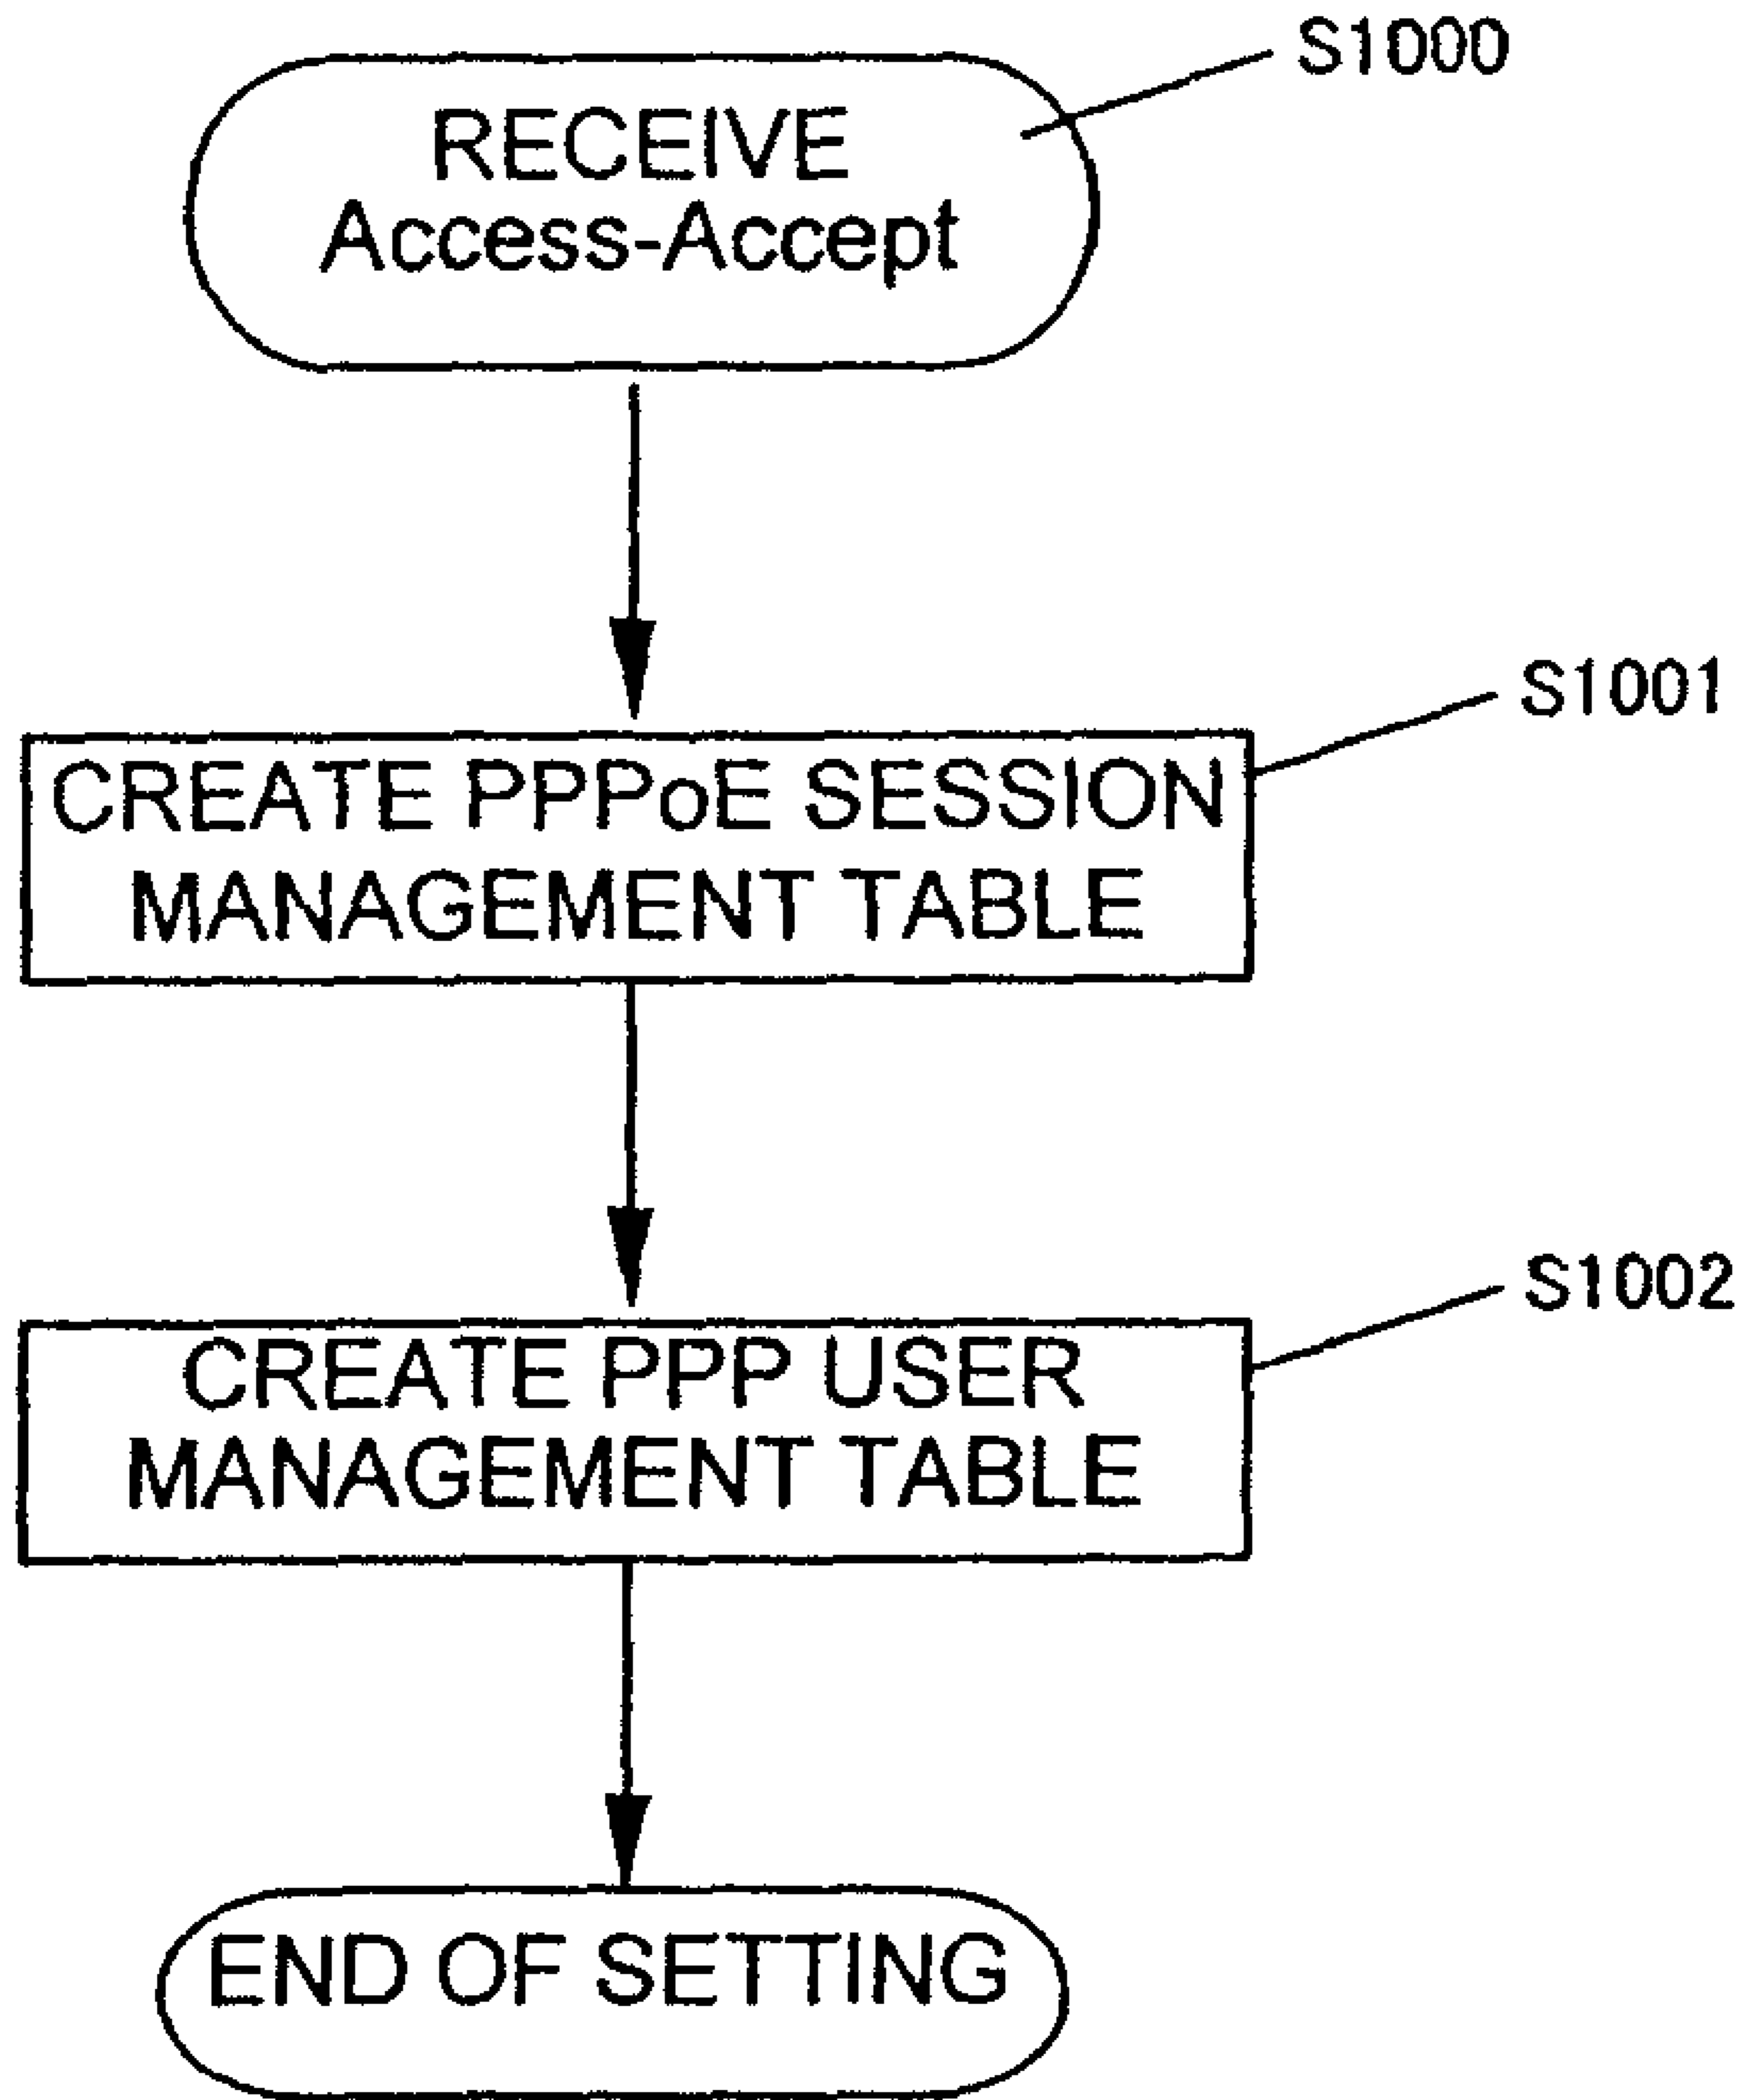 S1000
RECEIVE
Access-Accept
S1001
CREATE PPPoE SESSION
MANAGEMENT TABLE
S1002
CREATE PPP USER
MANAGEMENT TABLE
END OF SETTING